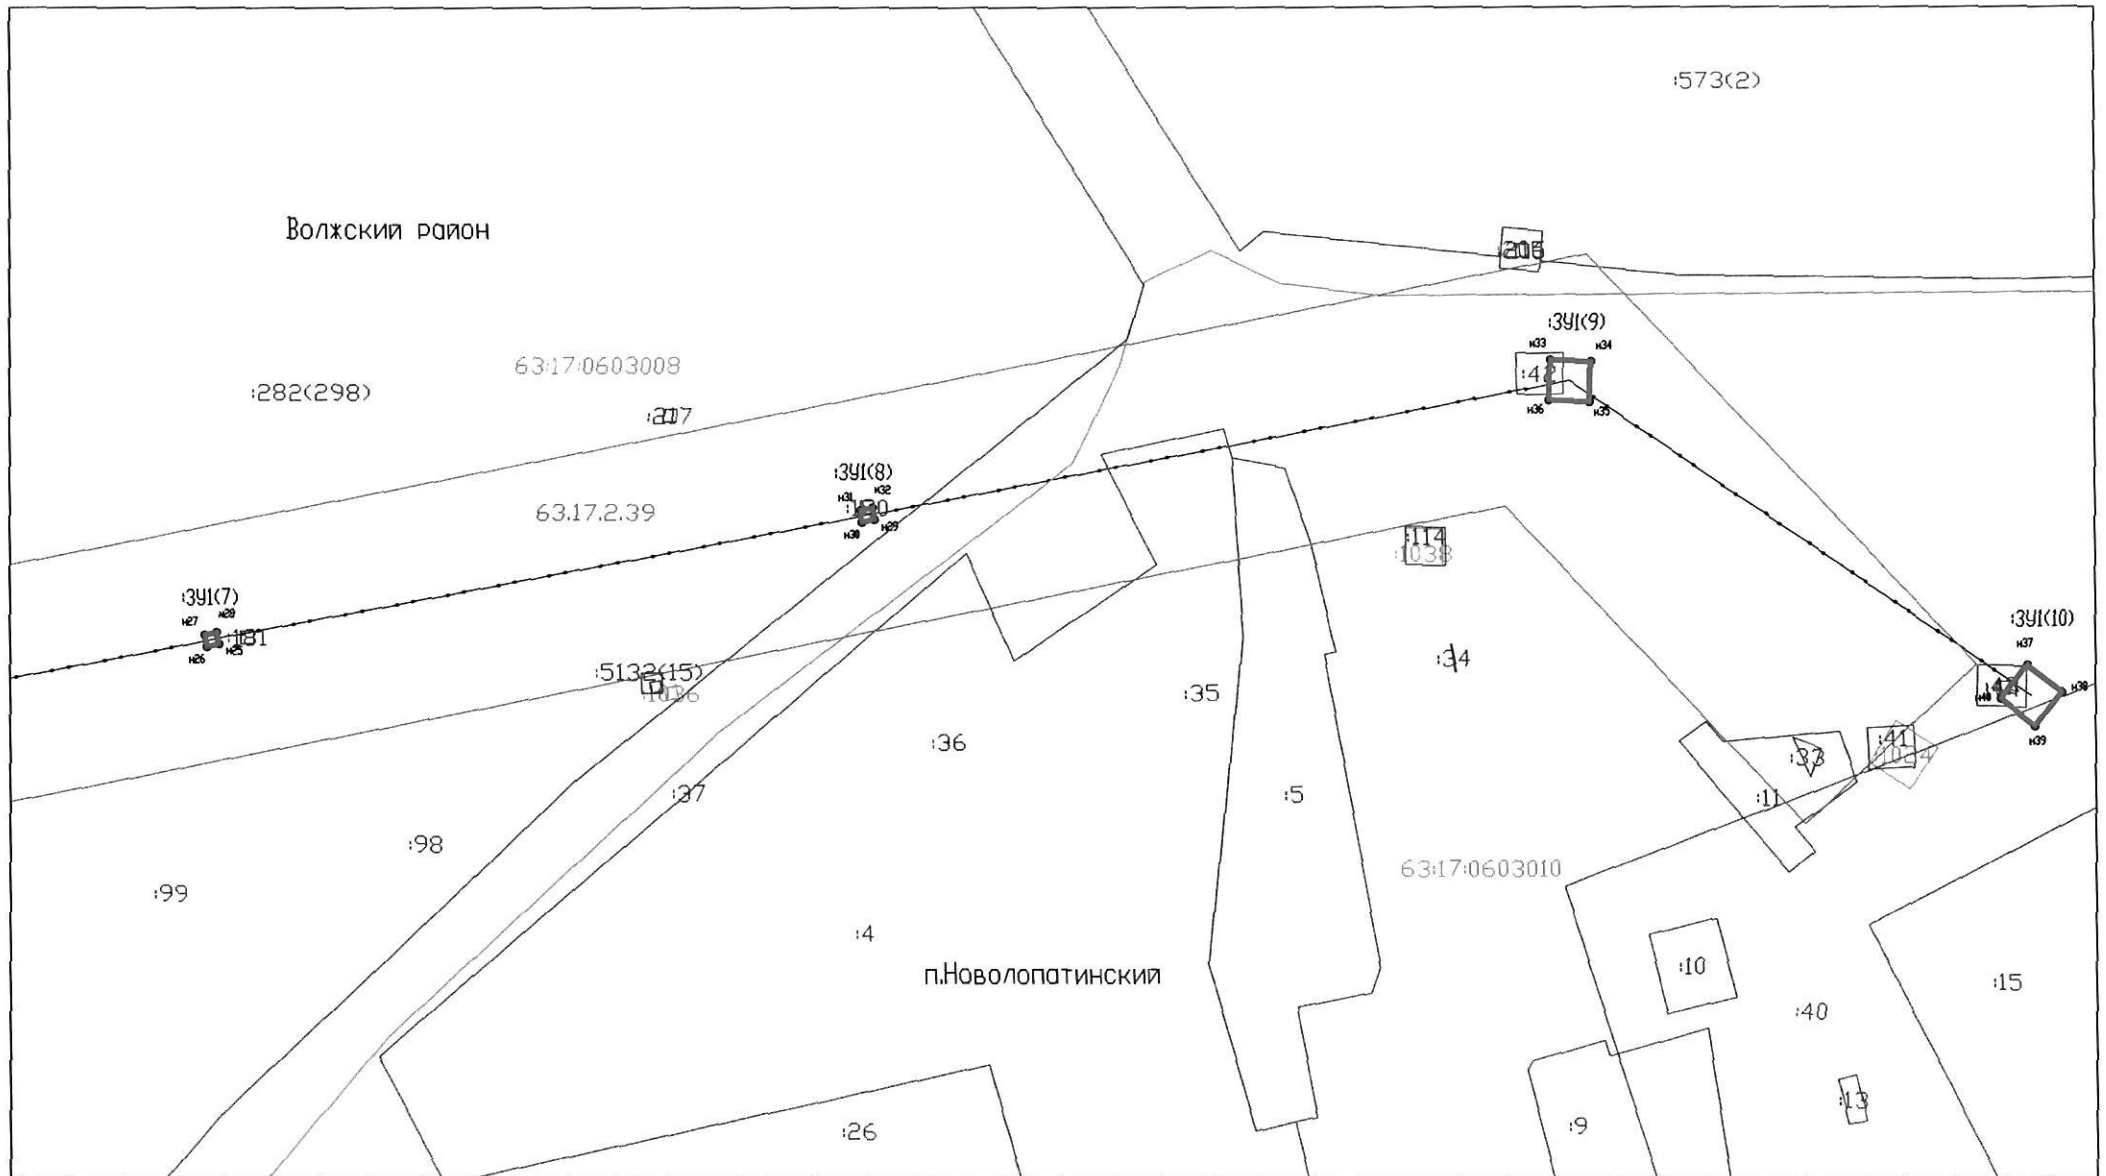 :573(2)
Волжский район
:205
:ЗУ1(9)
н33
н34
63:17:0603008
:42
:282(298)
н36
н35
:ЗУ1(8)
н31
н32
63.17.2.39
н30
н29
:114
:1038
:ЗУ1(7)
н28
н27
:181
н26
н25
:ЗУ1(10)
н37
:34
:5132(15)
:1036
:35
н40
н38
н39
:36
:41
:33
:37
:5
:11
:98
63:17:0603010
:99
:4
п.Новолопатинский
:10
:15
:40
:13
:9
:26